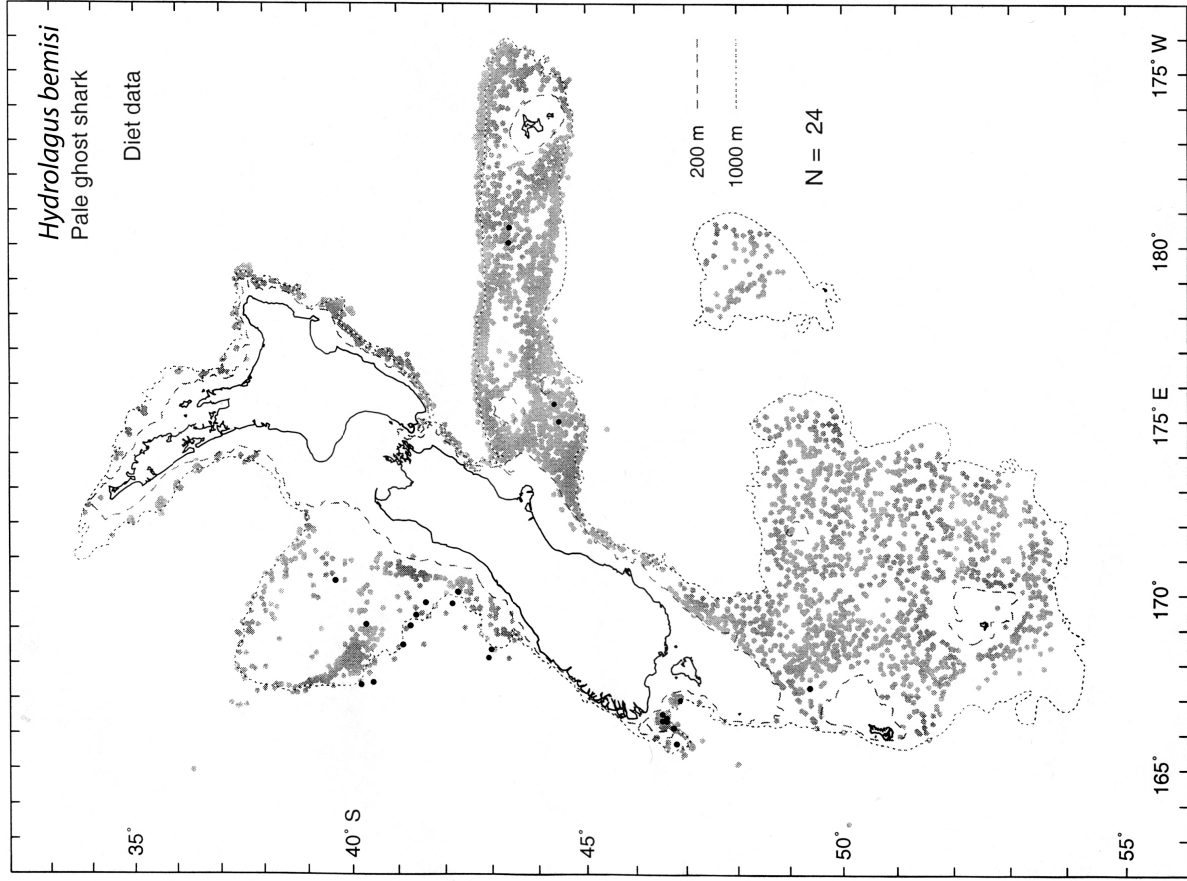 Hydrolagus bemisi
Pale ghost shark
Diet data
200 m
1000 m
N = 24
35°
40° S
45°
50°
55°
165°
170°
175° E
180°
175° W